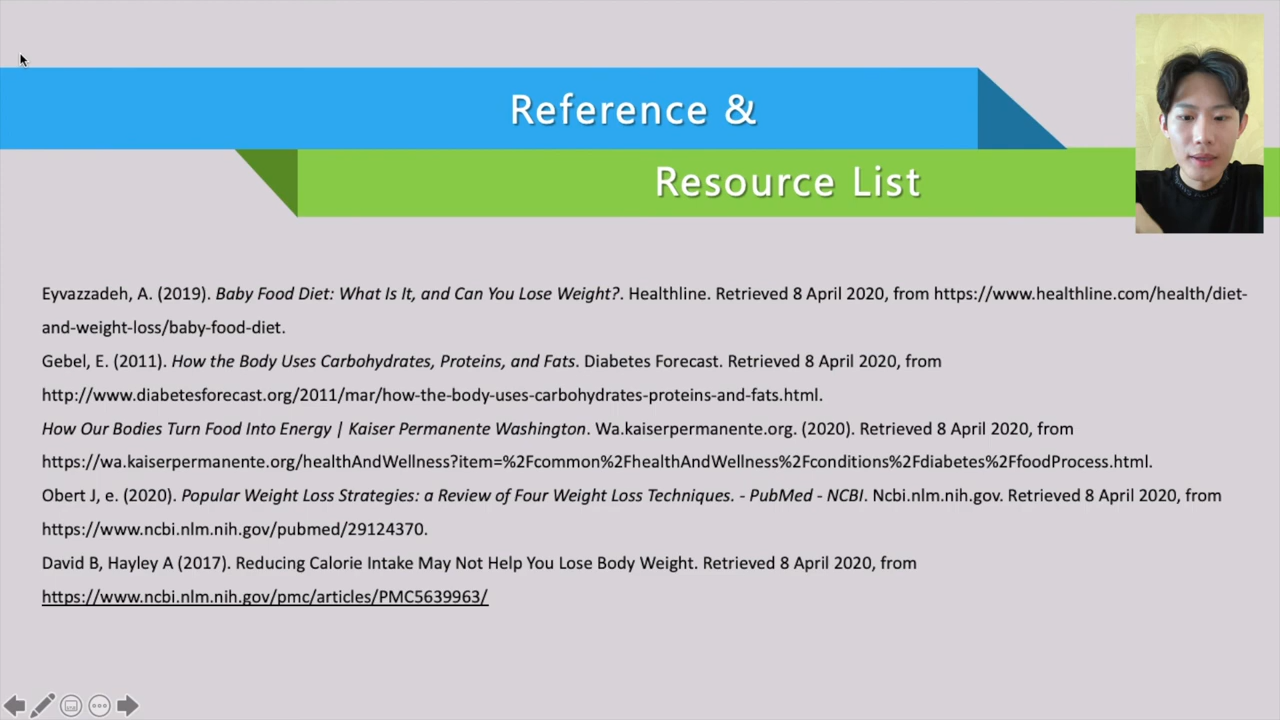 Reference &
Resource List
Eyvazzadeh, A. (2019). Baby Food Diet: What Is It, and Can You Lose Weight?. Healthline. Retrieved 8 April 2020, from https://www.healthline.com/health/diet-
and-weight-loss/baby-food-diet.
Gebel, E. (2011). How the Body Uses Carbohydrates, Proteins, and Fats. Diabetes Forecast. Retrieved 8 April 2020, from
http://www.diabetesforecast.org/2011/mar/how-the-body-uses-carbohydrates-proteins-and-fats.html.
How Our Bodies Turn Food Into Energy | Kaiser Permanente Washington. Wa.kaiserpermanente.org. (2020). Retrieved 8 April 2020, from
https://wa.kaiserpermanente.org/healthAndWellness?item=%2Fcommon%2FhealthAndWellness%2Fconditions%2Fdiabetes%2FfoodProcess.html.
Obert J, e. (2020). Popular Weight Loss Strategies: a Review of Four Weight Loss Techniques. - PubMed - NCBI. Ncbi.nlm.nih.gov. Retrieved 8 April 2020, from
https://www.ncbi.nlm.nih.gov/pubmed/29124370.
David B, Hayley A (2017). Reducing Calorie Intake May Not Help You Lose Body Weight. Retrieved 8 April 2020, from
https://www.ncbi.nlm.nih.gov/pmc/articles/PMC5639963/